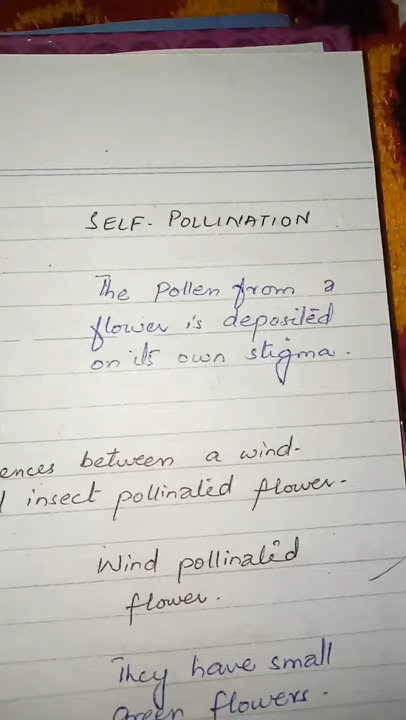 SELF-POLLINATION
The pollen from a
flower is deposited
on its own stigma.
ences between a wind-
insect pollinated flower-
Wind pollinated
flower.
They have small
green flowers.